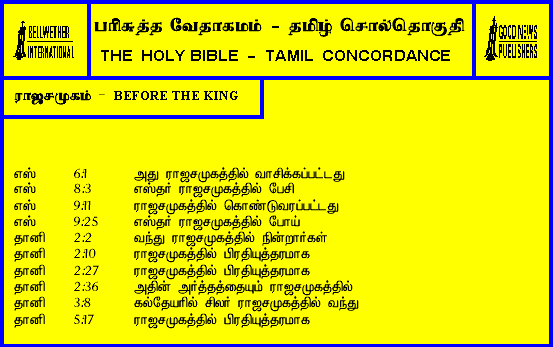 BELLWETHER
INTERNATIONAL
பரிசுத்த வேதாகமம் - தமிழ் சொல்தொகுதி
THE HOLY BIBLE - TAMIL CONCORDANCE
GOOD NEWS
PUBLISHERS
ராஜசமுகம் - BEFORE THE KING
எஸ் 6:1 அது ராஜசமுகத்தில் வாசிக்கப்பட்டது
எஸ் 8:3 எஸ்தர் ராஜசமுகத்தில் பேசி
எஸ் 9:11 ராஜசமுகத்தில் கொண்டுவரப்பட்டது
எஸ் 9:25 எஸ்தர் ராஜசமுகத்தில் போய்
தானி 2:2 வந்து ராஜசமுகத்தில் நின்றார்கள்
தானி 2:10 ராஜசமுகத்தில் பிரதியுத்தரமாக
தானி 2:27 ராஜசமுகத்தில் பிரதியுத்தரமாக
தானி 2:36 அதின் அர்த்தத்தையும் ராஜசமுகத்தில்
தானி 3:8 கல்தேயரில் சிலர் ராஜசமுகத்தில் வந்து
தானி 5:17 ராஜசமுகத்தில் பிரதியுத்தரமாக